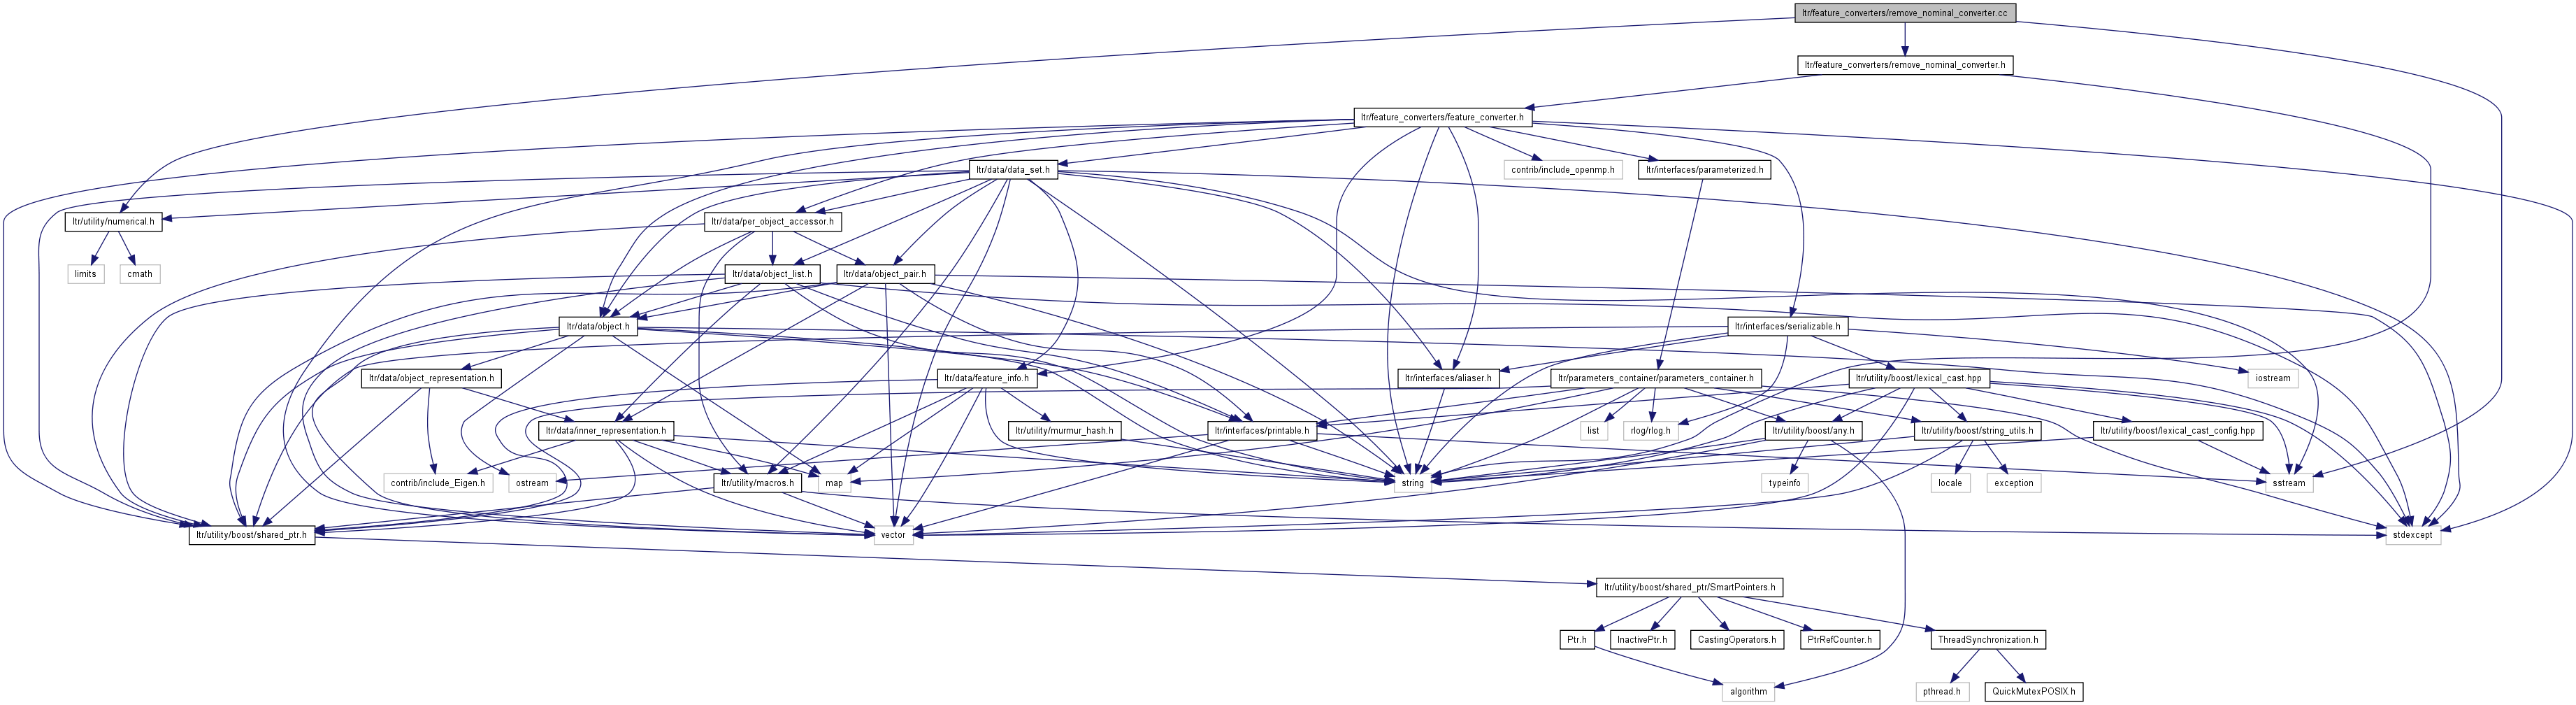 ltr/feature_converters/remove_nominal_converter.cc
ltr/feature_converters/remove_nominal_converter.h
ltr/feature_converters/feature_converter.h
ltr/data/data_set.h
contrib/include_openmp.h
ltr/interfaces/parameterized.h
ltr/utility/numerical.h
ltr/data/per_object_accessor.h
limits
cmath
ltr/data/object_list.h
ltr/data/object_pair.h
ltr/data/object.h
ltr/interfaces/serializable.h
ltr/data/object_representation.h
ltr/data/feature_info.h
ltr/interfaces/aliaser.h
ltr/parameters_container/parameters_container.h
ltr/utility/boost/lexical_cast.hpp
iostream
ltr/data/inner_representation.h
ltr/utility/murmur_hash.h
ltr/interfaces/printable.h
list
rlog/rlog.h
ltr/utility/boost/any.h
ltr/utility/boost/string_utils.h
ltr/utility/boost/lexical_cast_config.hpp
contrib/include_Eigen.h
ostream
ltr/utility/macros.h
map
string
typeinfo
locale
exception
sstream
ltr/utility/boost/shared_ptr.h
vector
stdexcept
ltr/utility/boost/shared_ptr/SmartPointers.h
Ptr.h
InactivePtr.h
CastingOperators.h
PtrRefCounter.h
ThreadSynchronization.h
algorithm
pthread.h
QuickMutexPOSIX.h